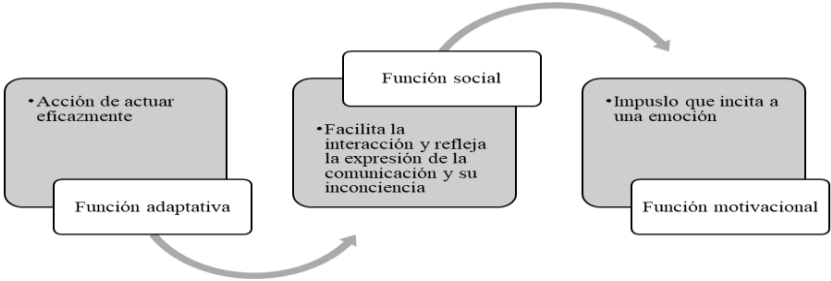 •Acción de actuar
eficazmente
Función adaptativa
Función social
•Facilita la
interacción y refleja
la expresión de la
comunicación y su
inconciencia
•Impuslo que incita a
una emoción
Función motivacional